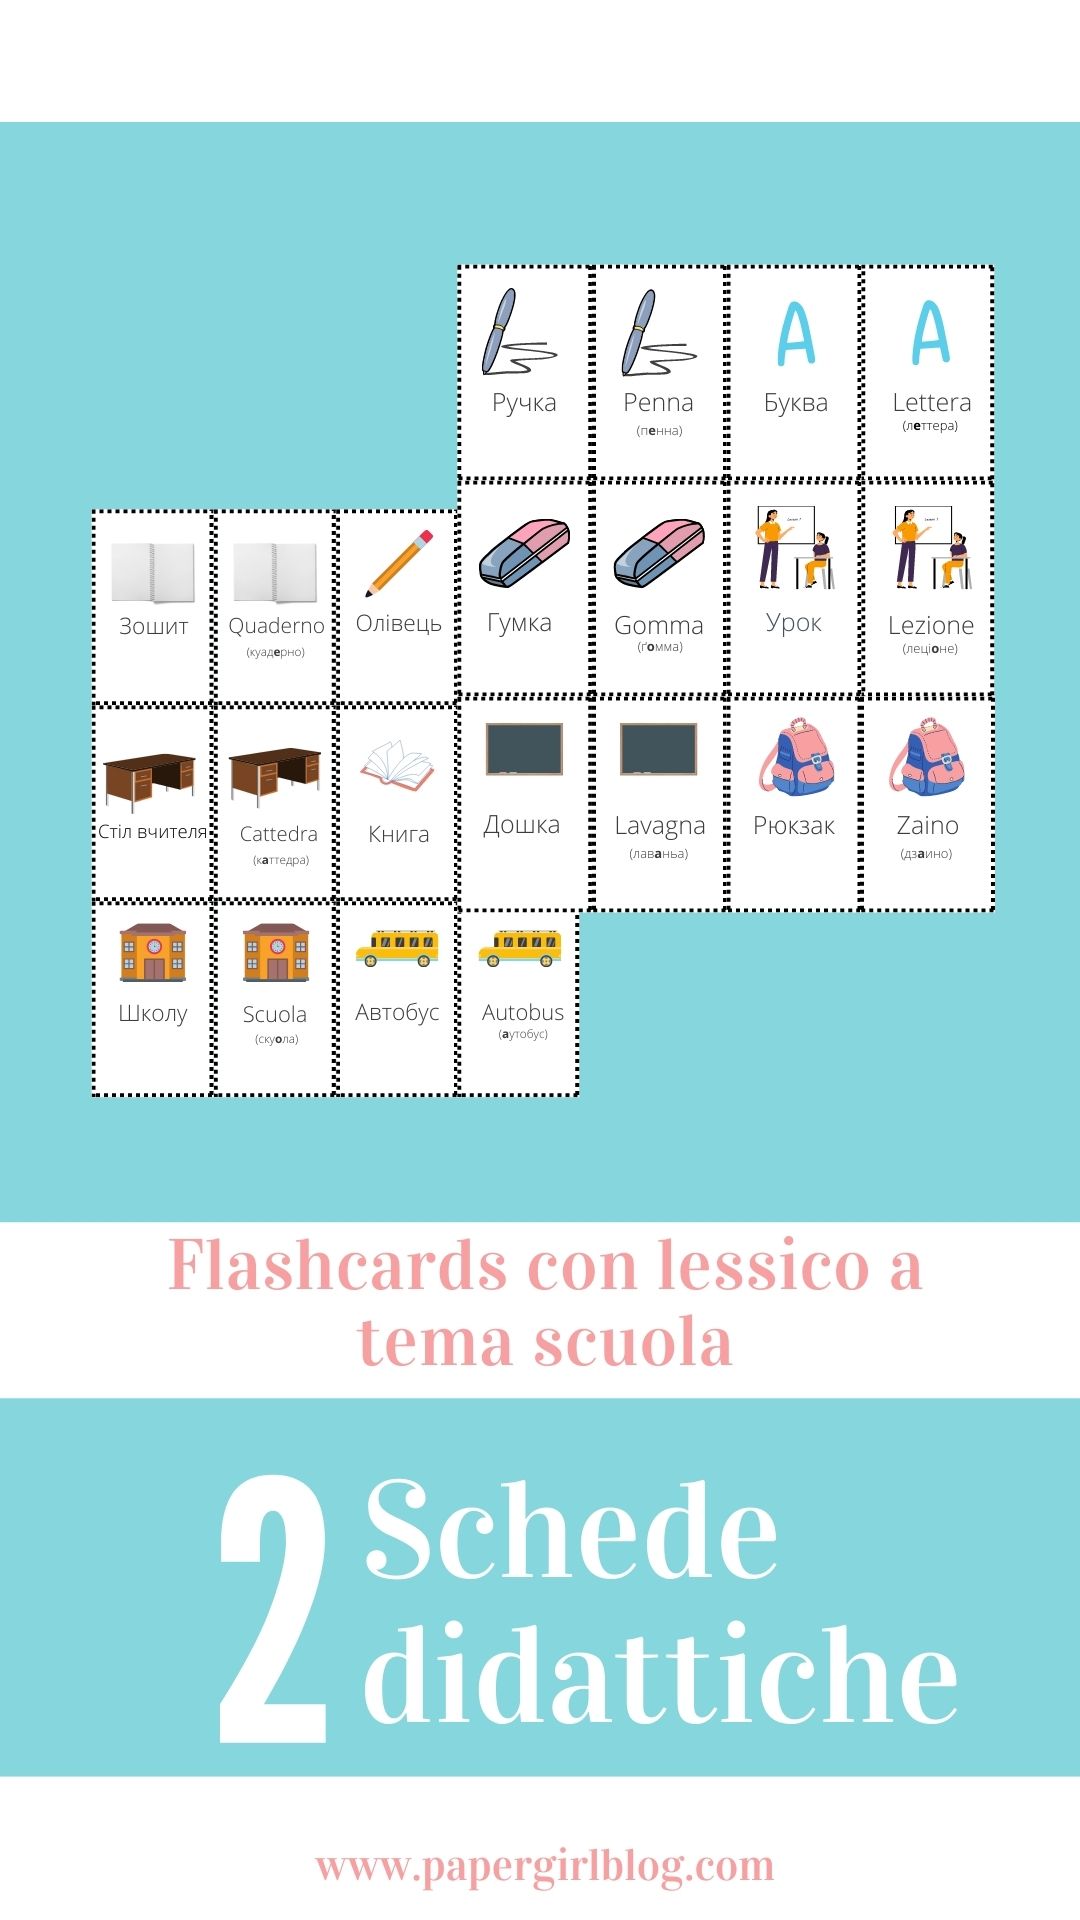 Ручка
Penna
(пенна)
Буква
Lettera
(леттера)
Гумка
Gomma
(ґомма)
Урок
Lezione
(леціоне)
Дошка
Lavagna
(лаванья)
Рюкзак
Zaino
(дзаино)
Зошит
Quaderno
(куадерно)
Олівець
Стіл вчителя
Cattedra
(каттедра)
Книга
Школу
Scuola
(скуола)
Автобус
Autobus
(аутобус)
Flashcards con lessico a
tema scuola
2 Schede
didattiche
www.papergirlblog.com